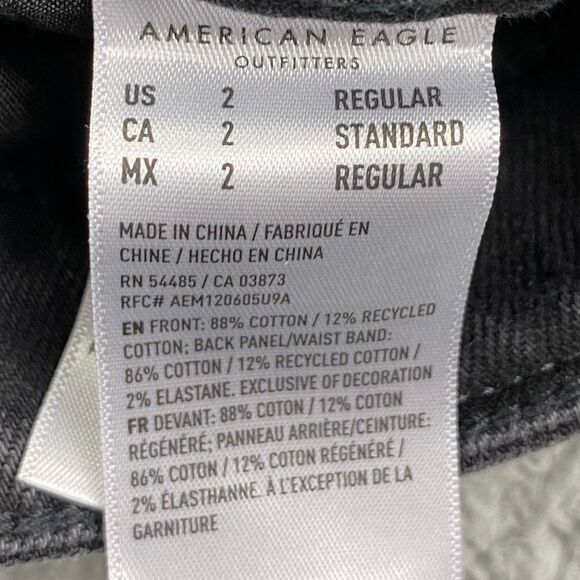 AMERICAN EAGLE
OUTFITTERS
US 2 REGULAR
CA 2 STANDARD
MX 2 REGULAR
MADE IN CHINA / FABRIQUÉ EN
CHINE / HECHO EN CHINA
RN 54485 / CA 03873
RFC# AEM120605U9A
EN FRONT: 88% COTTON / 12% RECYCLED
COTTON; BACK PANEL/WAIST BAND:
86% COTTON / 12% RECYCLED COTTON /
2% ELASTANE. EXCLUSIVE OF DECORATION
FR DEVANT: 88% COTON / 12% COTON
RÉGÉNÉRÉ; PANNEAU ARRIÈRE/CEINTURE:
86% COTON / 12% COTON RÉGÉNÉRÉ /
2% ÉLASTHANNE. À L'EXCEPTION DE LA
GARNITURE